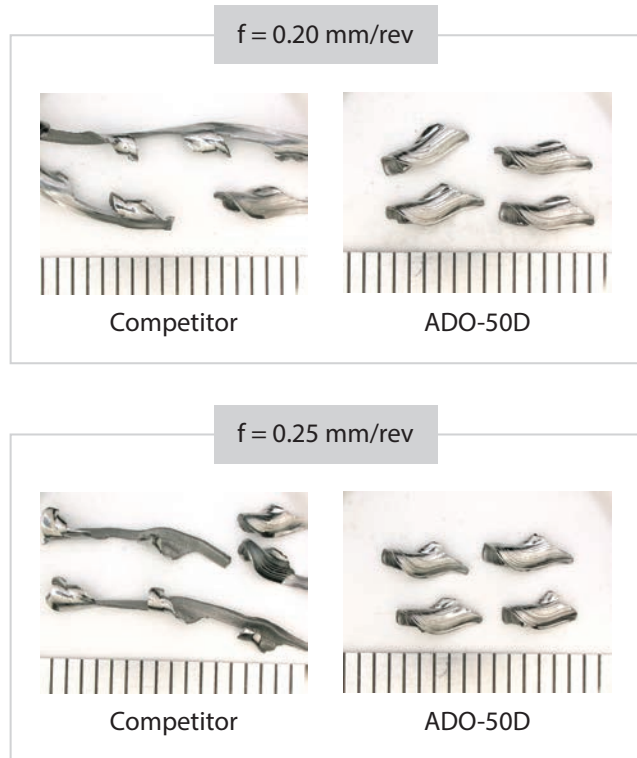 f = 0.20 mm/rev
Competitor
ADO-50D
f = 0.25 mm/rev
Competitor
ADO-50D